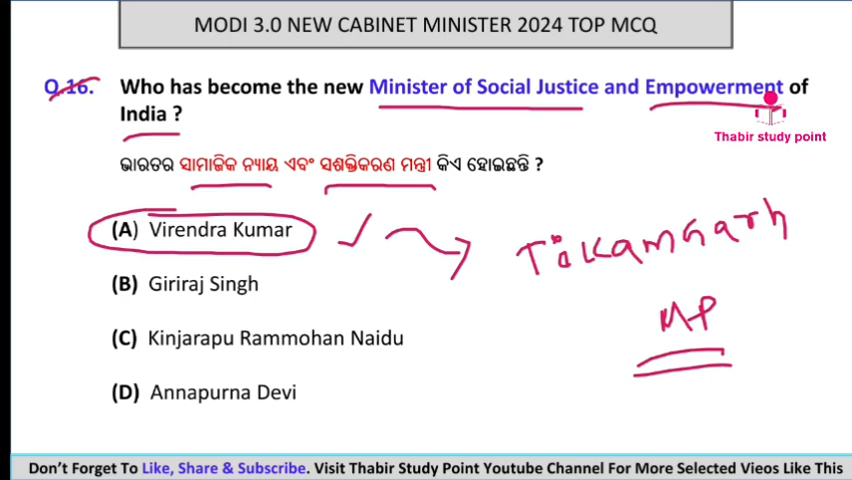 MODI 3.0 NEW CABINET MINISTER 2024 TOP MCQ
Q.16. Who has become the new Minister of Social Justice and Empowerment of
India ?
Thabir study point
ଭାରତର ସାମାଜିକ ନ୍ୟାୟ ଏବଂ ସଶକ୍ତିକରଣ ମନ୍ତ୍ରୀ କିଏ ହୋଇଛନ୍ତି ?
(A) Virendra Kumar
Tikamgarh
(B) Giriraj Singh
MP
(C) Kinjarapu Rammohan Naidu
(D) Annapurna Devi
Don't Forget To Like, Share & Subscribe. Visit Thabir Study Point Youtube Channel For More Selected Vieos Like This